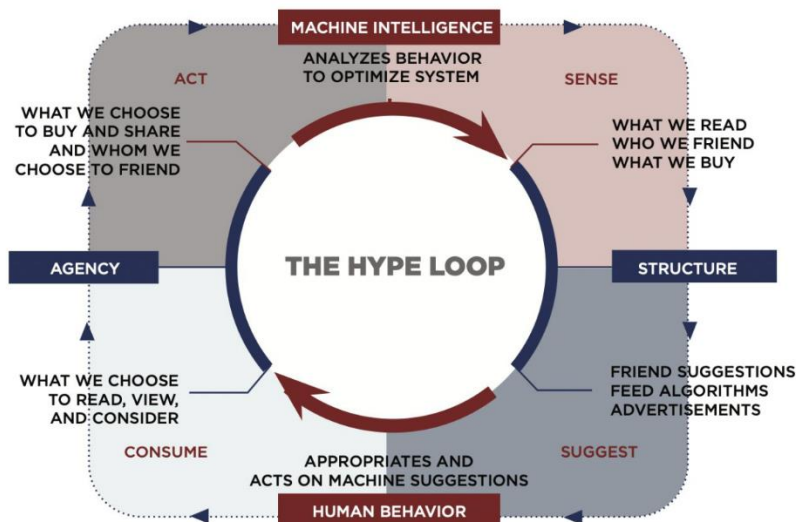 MACHINE INTELLIGENCE
ANALYZES BEHAVIOR
TO OPTIMIZE SYSTEM
ACT
SENSE
WHAT WE CHOOSE
TO BUY AND SHARE
AND WHOM WE
CHOOSE TO FRIEND
WHAT WE READ
WHO WE FRIEND
WHAT WE BUY
AGENCY
THE HYPE LOOP
STRUCTURE
WHAT WE CHOOSE
TO READ, VIEW,
AND CONSIDER
FRIEND SUGGESTIONS
FEED ALGORITHMS
ADVERTISEMENTS
CONSUME
SUGGEST
APPROPRIATES AND
ACTS ON MACHINE SUGGESTIONS
HUMAN BEHAVIOR